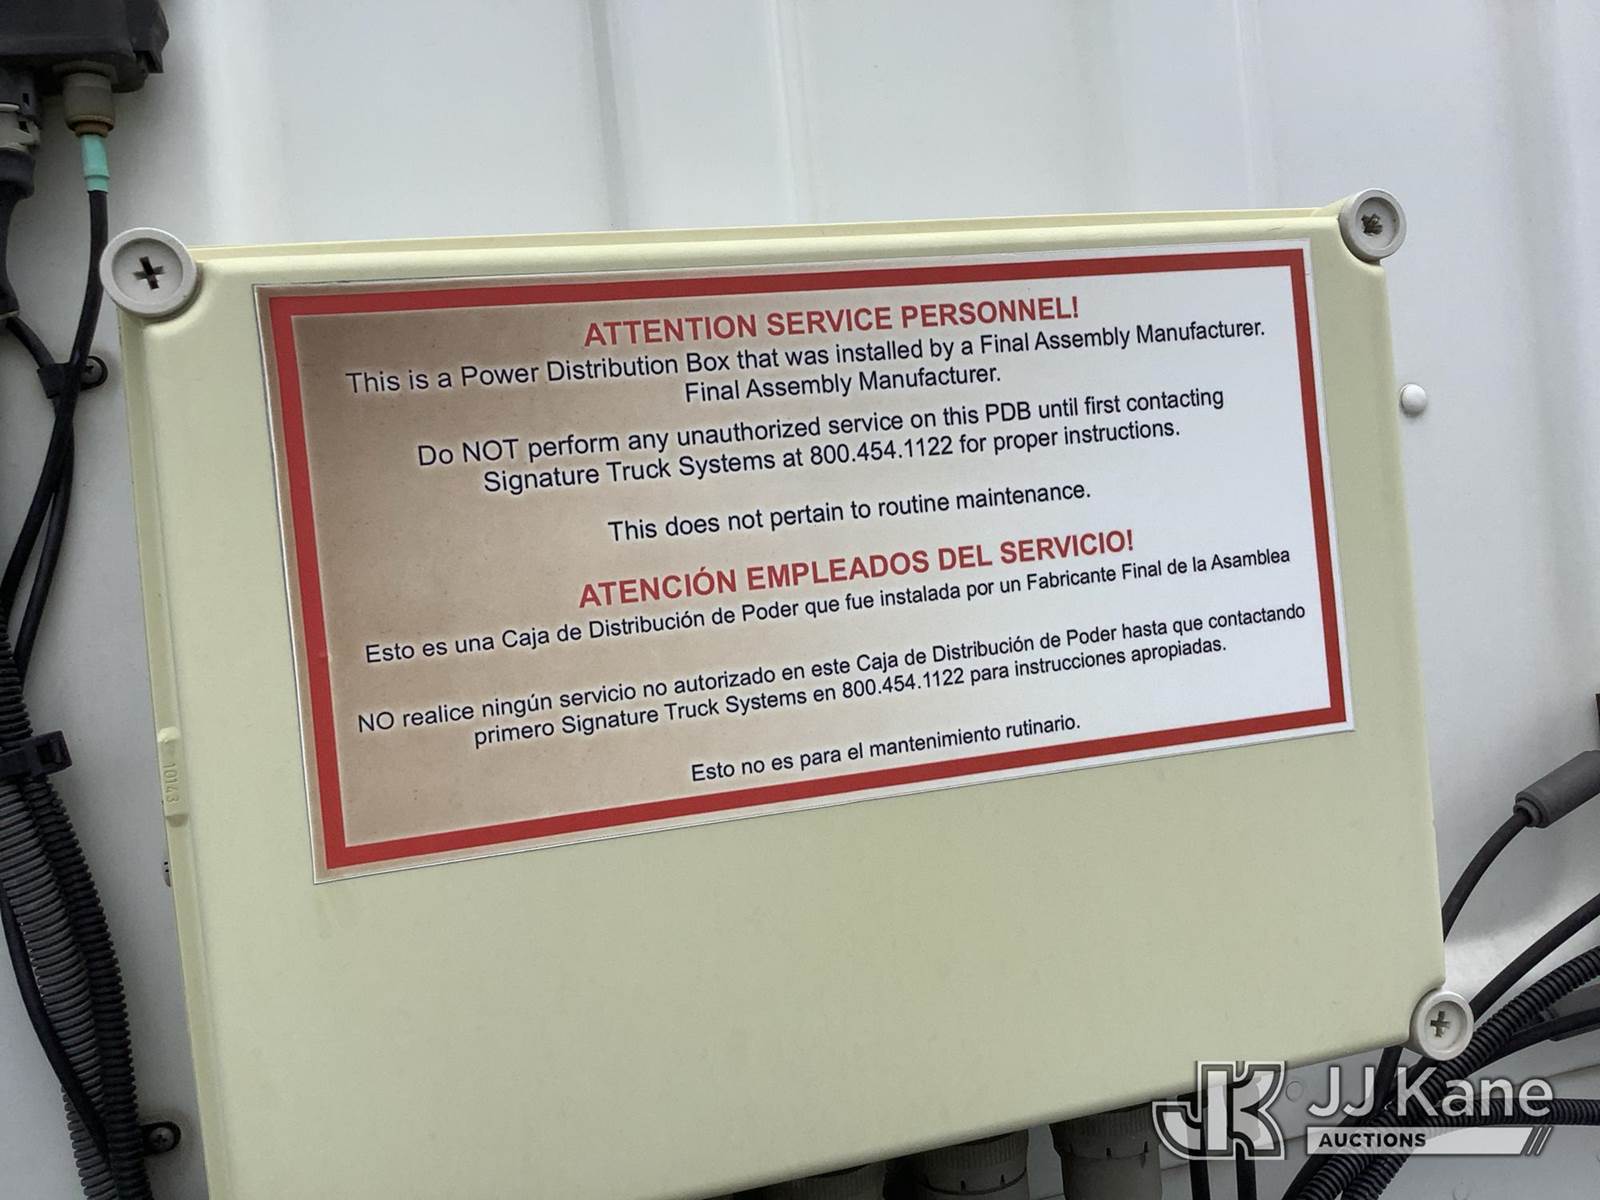 ATTENTION SERVICE PERSONNEL!
This is a Power Distribution Box that was installed by a Final Assembly Manufacturer.
Final Assembly Manufacturer.
Do NOT perform any unauthorized service on this PDB until first contacting
Signature Truck Systems at 800.454.1122 for proper instructions.
This does not pertain to routine maintenance.
ATENCIÓN EMPLEADOS DEL SERVICIO!
Esto es una Caja de Distribución de Poder que fue instalada por un Fabricante Final de la Asamblea
NO realice ningún servicio no autorizado en este Caja de Distribución de Poder hasta que contactando
primero Signature Truck Systems en 800.454.1122 para instrucciones apropiadas.
Esto no es para el mantenimiento rutinario.
10143
JK JJ Kane
AUCTIONS